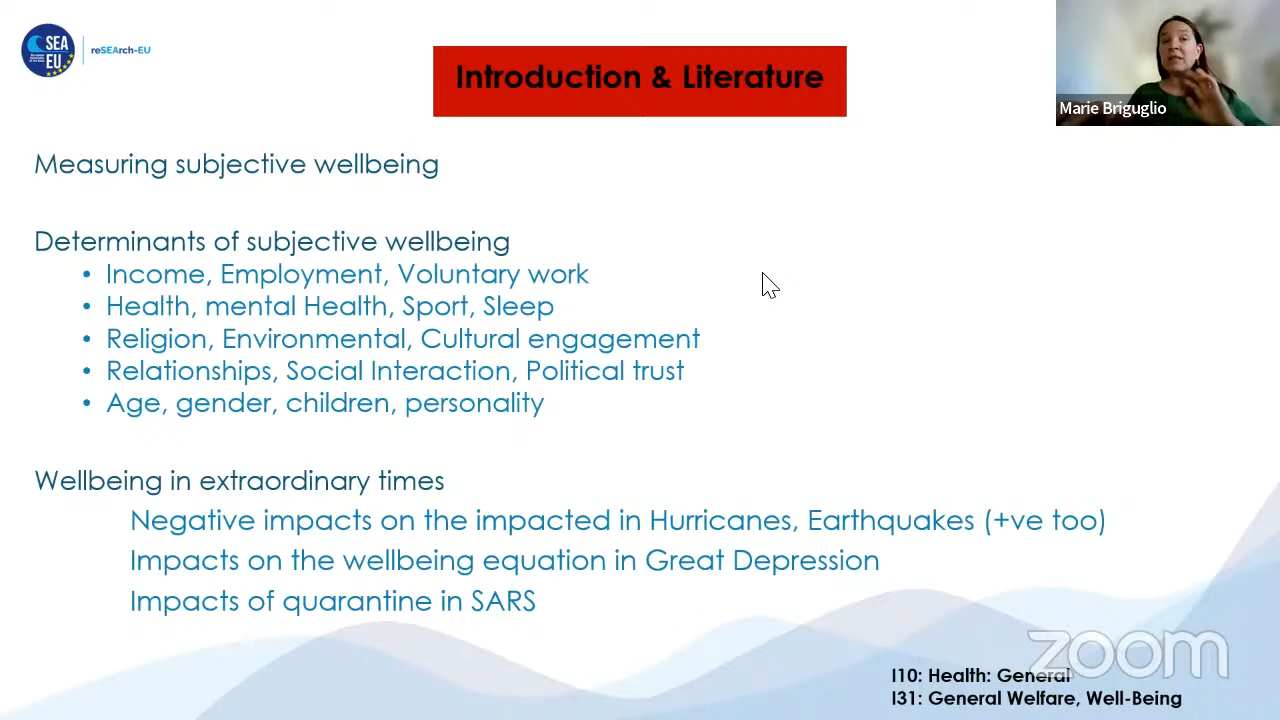 SEA
EU
reSEArch-EU
Introduction & Literature
Marie Briguglio
Measuring subjective wellbeing
Determinants of subjective wellbeing
• Income, Employment, Voluntary work
• Health, mental Health, Sport, Sleep
• Religion, Environmental, Cultural engagement
• Relationships, Social Interaction, Political trust
• Age, gender, children, personality
Wellbeing in extraordinary times
Negative impacts on the impacted in Hurricanes, Earthquakes (+ve too)
Impacts on the wellbeing equation in Great Depression
Impacts of quarantine in SARS
zoom
I10: Health: General
I31: General Welfare, Well-Being